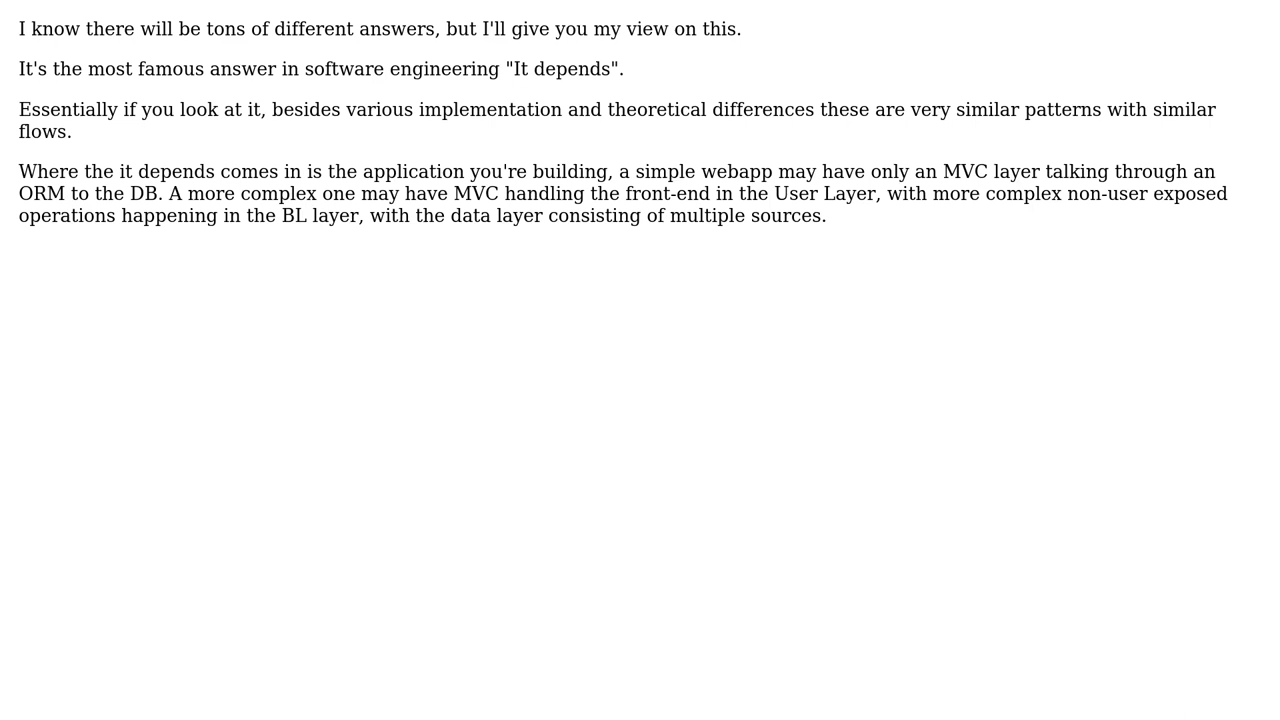 I know there will be tons of different answers, but I'll give you my view on this.
It's the most famous answer in software engineering "It depends".
Essentially if you look at it, besides various implementation and theoretical differences these are very similar patterns with similar
flows.
Where the it depends comes in is the application you're building, a simple webapp may have only an MVC layer talking through an
ORM to the DB. A more complex one may have MVC handling the front-end in the User Layer, with more complex non-user exposed
operations happening in the BL layer, with the data layer consisting of multiple sources.